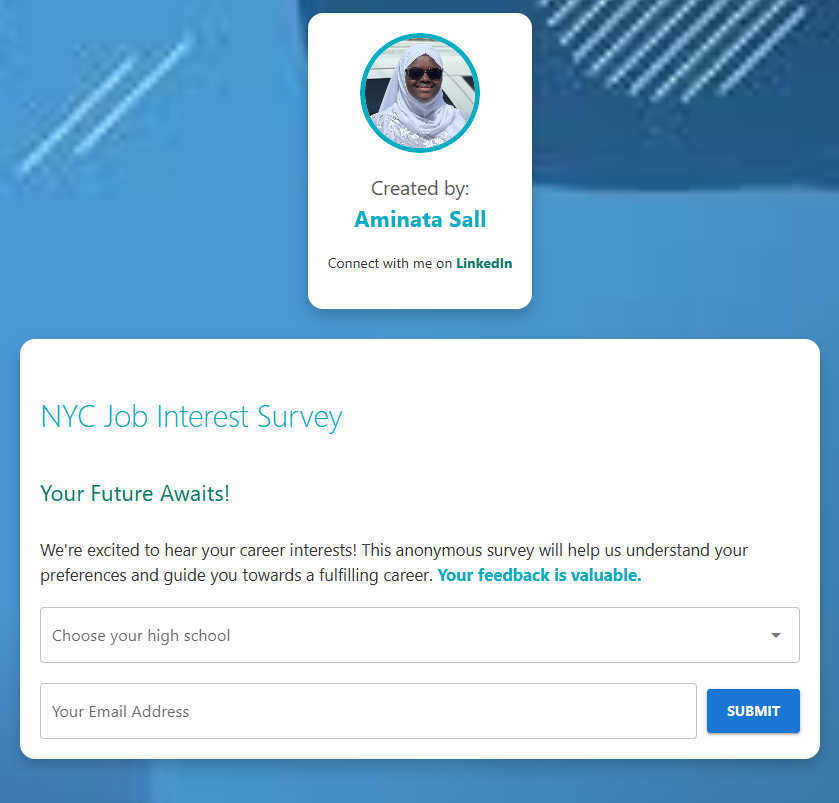 Created by:
Aminata Sall
Connect with me on LinkedIn
NYC Job Interest Survey
Your Future Awaits!
We're excited to hear your career interests! This anonymous survey will help us understand your
preferences and guide you towards a fulfilling career. Your feedback is valuable.
Choose your high school
Your Email Address
SUBMIT